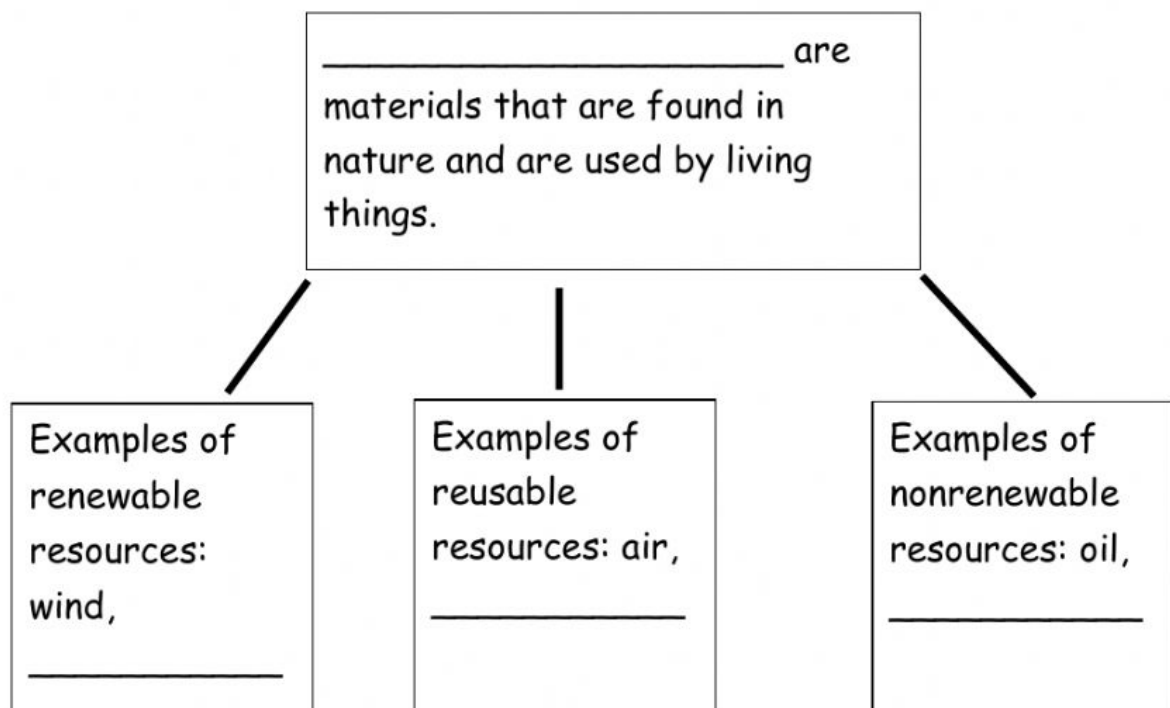 ____________________ are
materials that are found in
nature and are used by living
things.
Examples of
renewable
resources:
wind,
____________
Examples of
reusable
resources: air,
____________
Examples of
nonrenewable
resources: oil,
____________